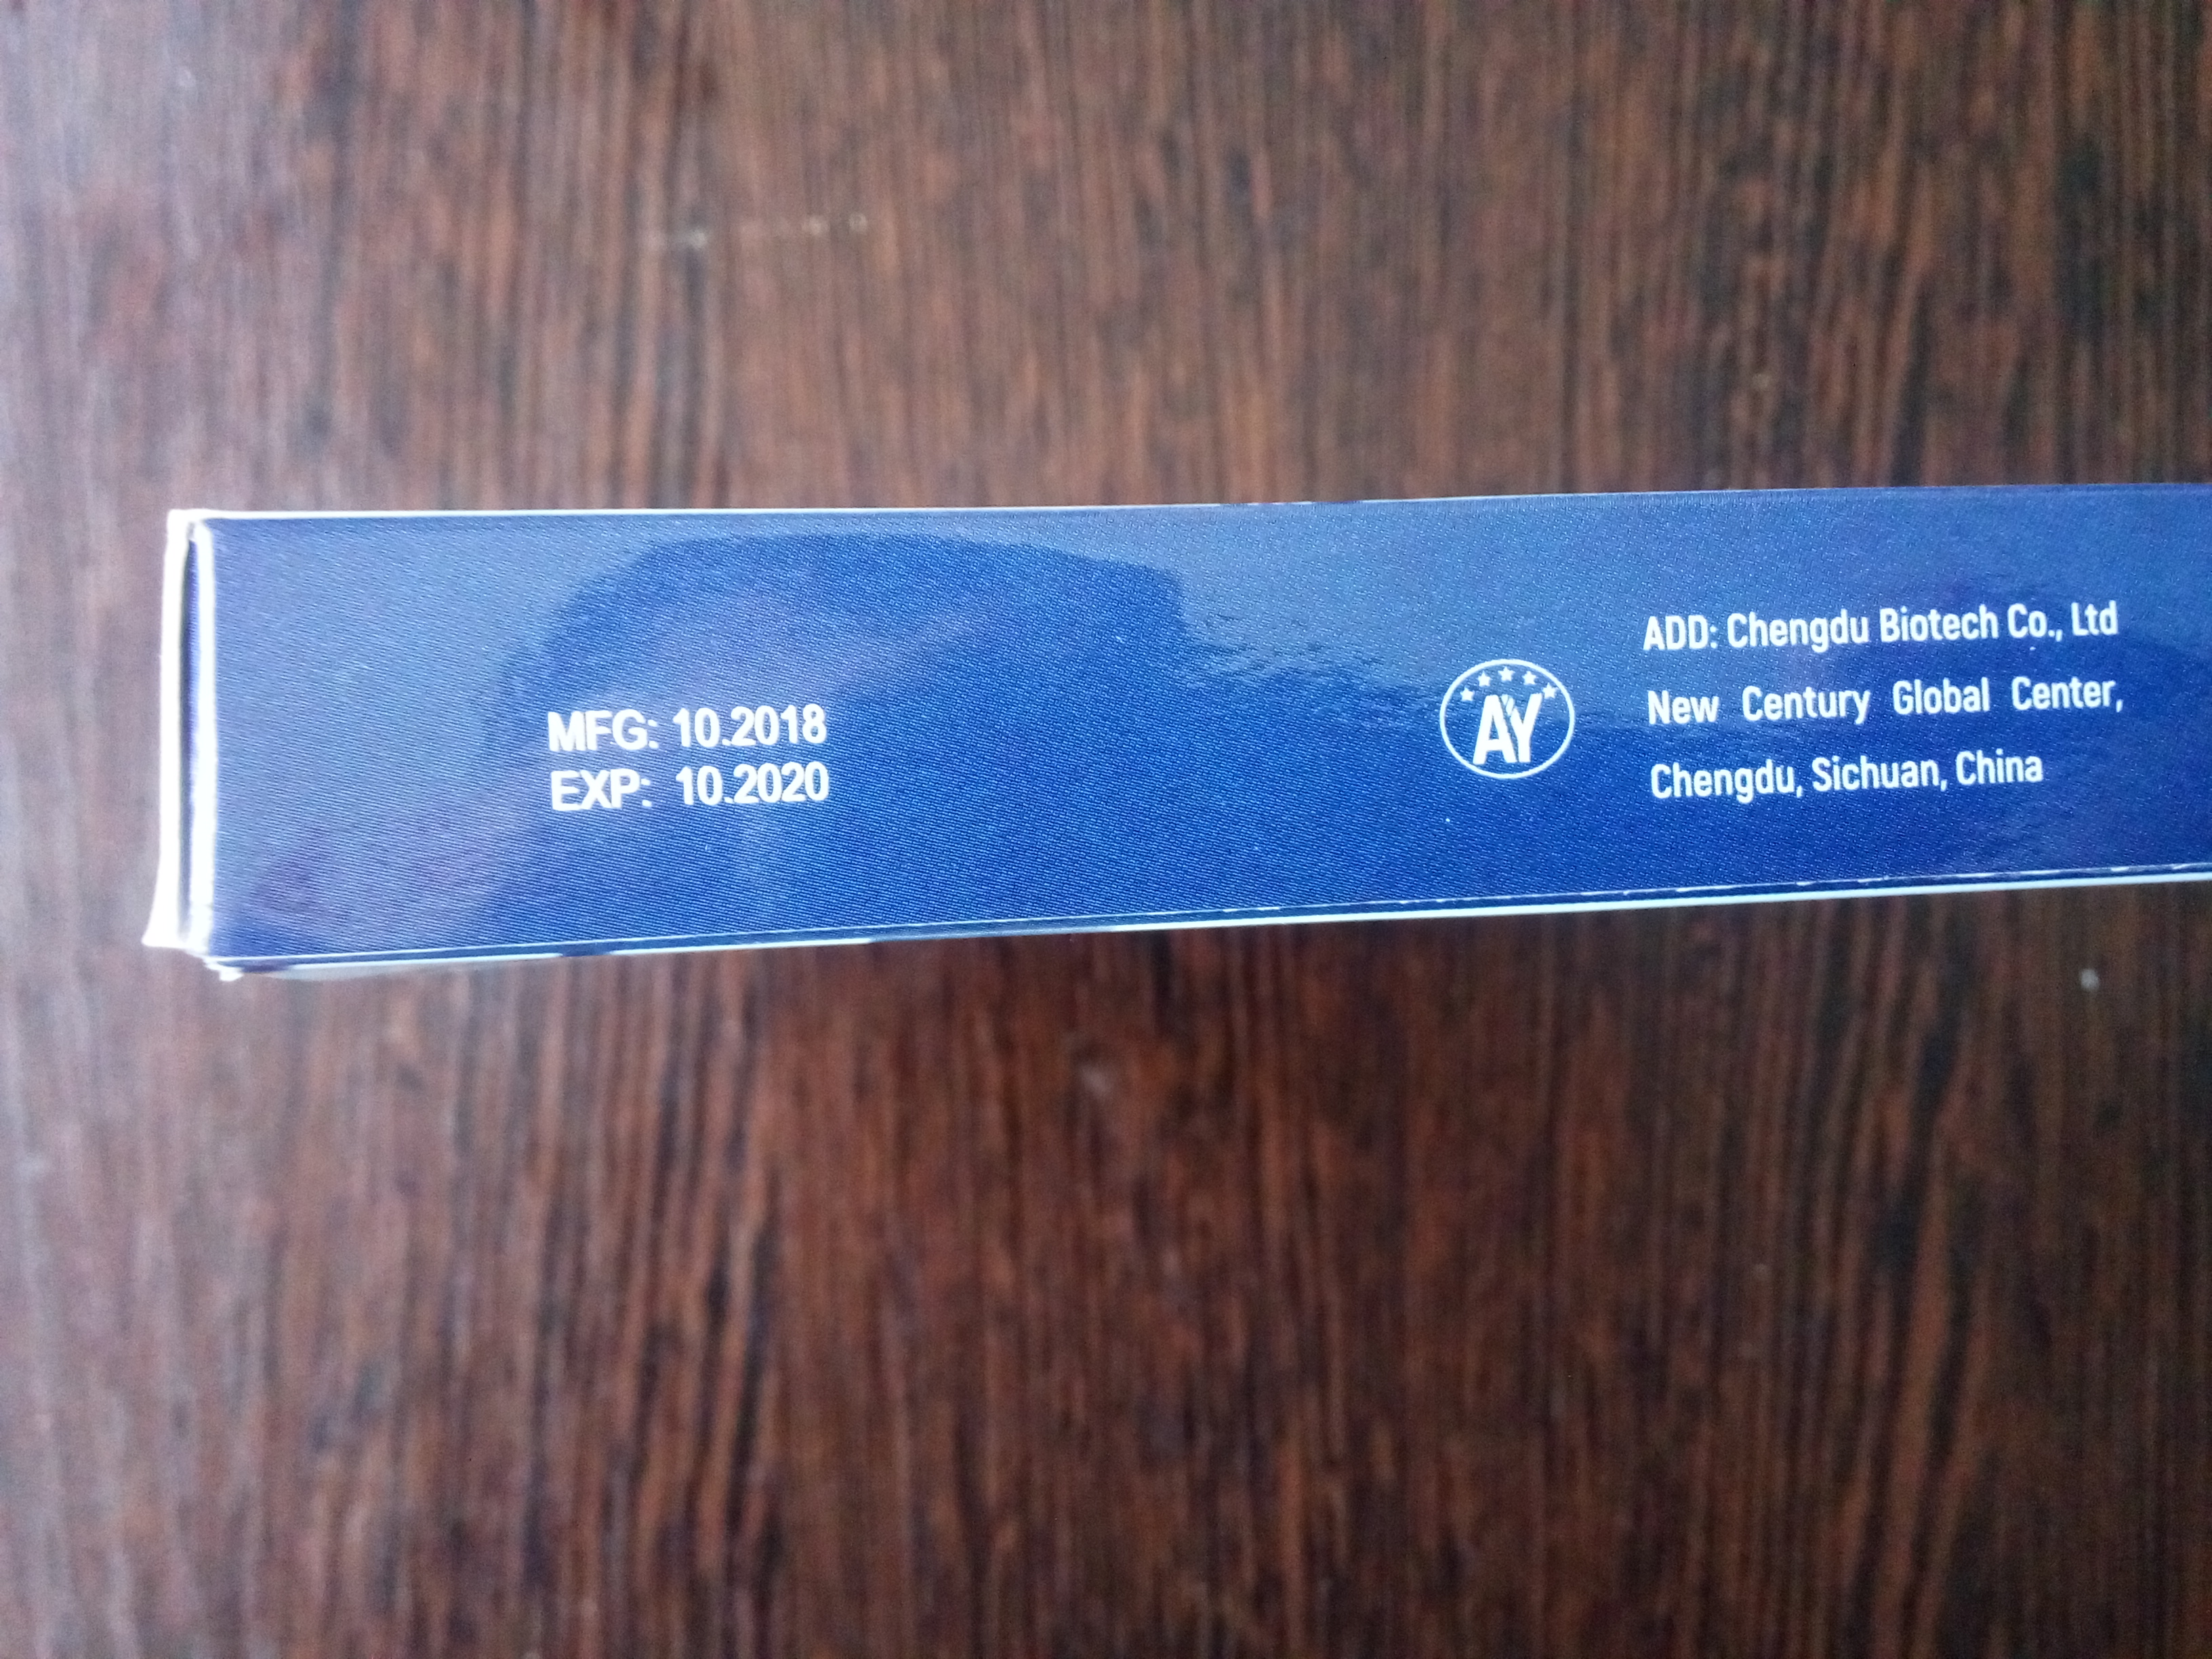 MFG: 10.2018
EXP: 10.2020
AY
ADD: Chengdu Biotech Co., Ltd
New Century Global Center,
Chengdu, Sichuan, China